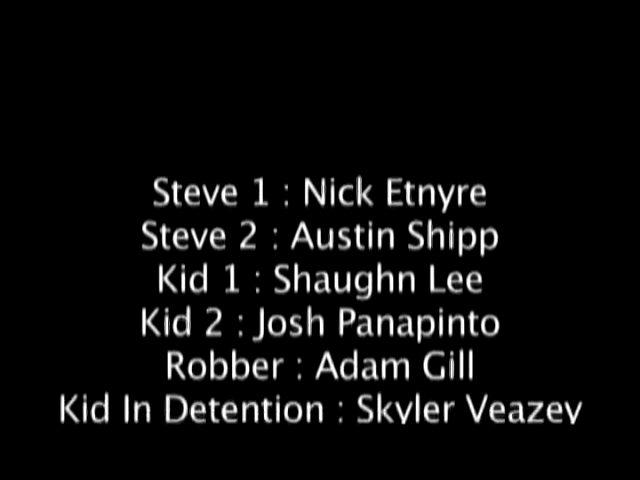 Steve 1 : Nick Etnyre
Steve 2 : Austin Shipp
Kid 1 : Shaughn Lee
Kid 2 : Josh Panapinto
Robber : Adam Gill
Kid In Detention : Skyler Veazey